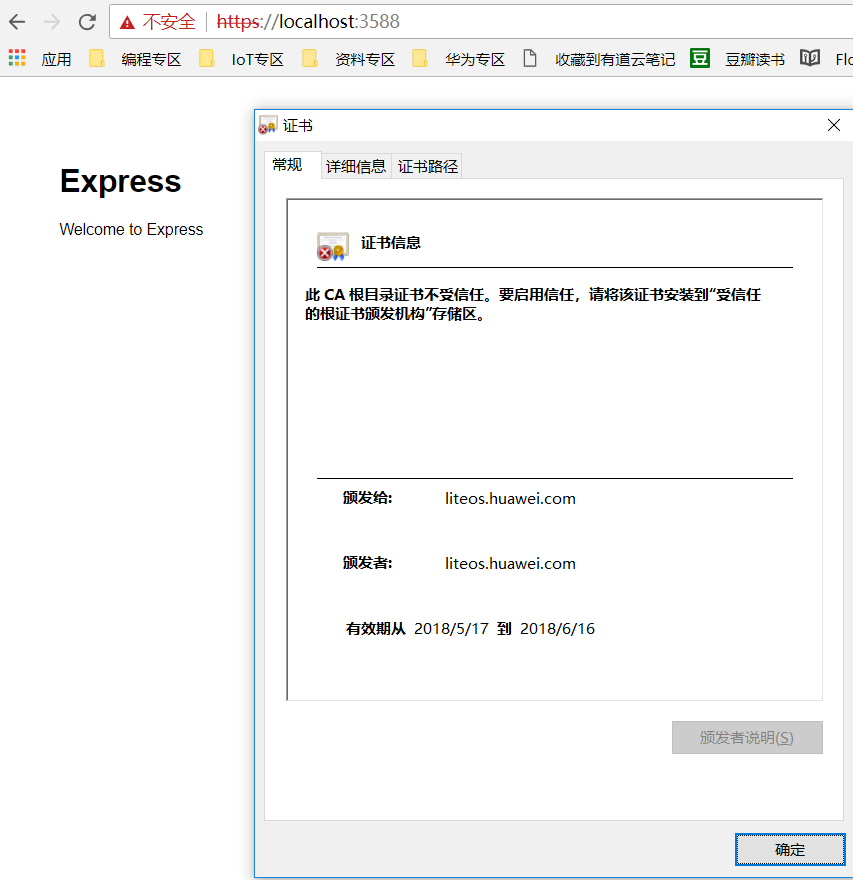 不安全 https://localhost:3588
应用 编程专区 IoT专区 资料专区 华为专区 收藏到有道云笔记 豆 豆瓣读书 Flo
证书
常规 详细信息 证书路径
Express
Welcome to Express
证书信息
此 CA 根目录证书不受信任。要启用信任，请将该证书安装到“受信任
的根证书颁发机构”存储区。
颁发给: liteos.huawei.com
颁发者: liteos.huawei.com
有效期从 2018/5/17 到 2018/6/16
颁发者说明(S)
确定